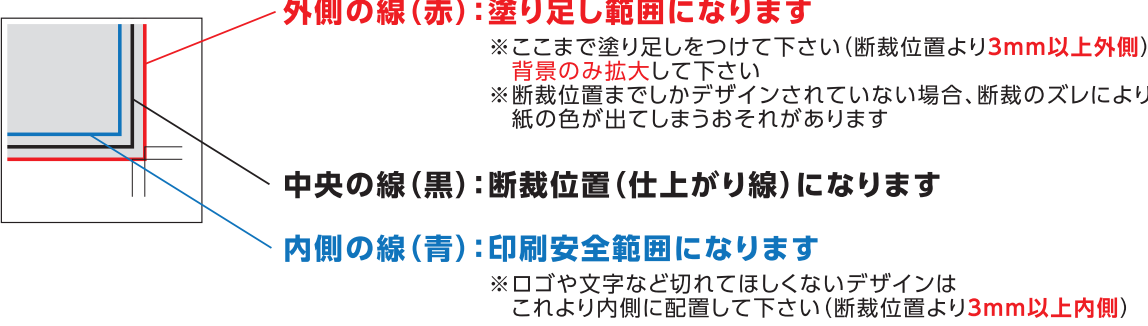 外側の線（赤）：塗り足し範囲になります
※ここまで塗り足しをつけて下さい（断裁位置より3mm以上外側）
背景のみ拡大して下さい
※断裁位置までしかデザインされていない場合、断裁のズレにより
紙の色が出てしまうおそれがあります
中央の線（黒）：断裁位置（仕上がり線）になります
内側の線（青）：印刷安全範囲になります
※ロゴや文字など切れてほしくないデザインは
これより内側に配置して下さい（断裁位置より3mm以上内側）